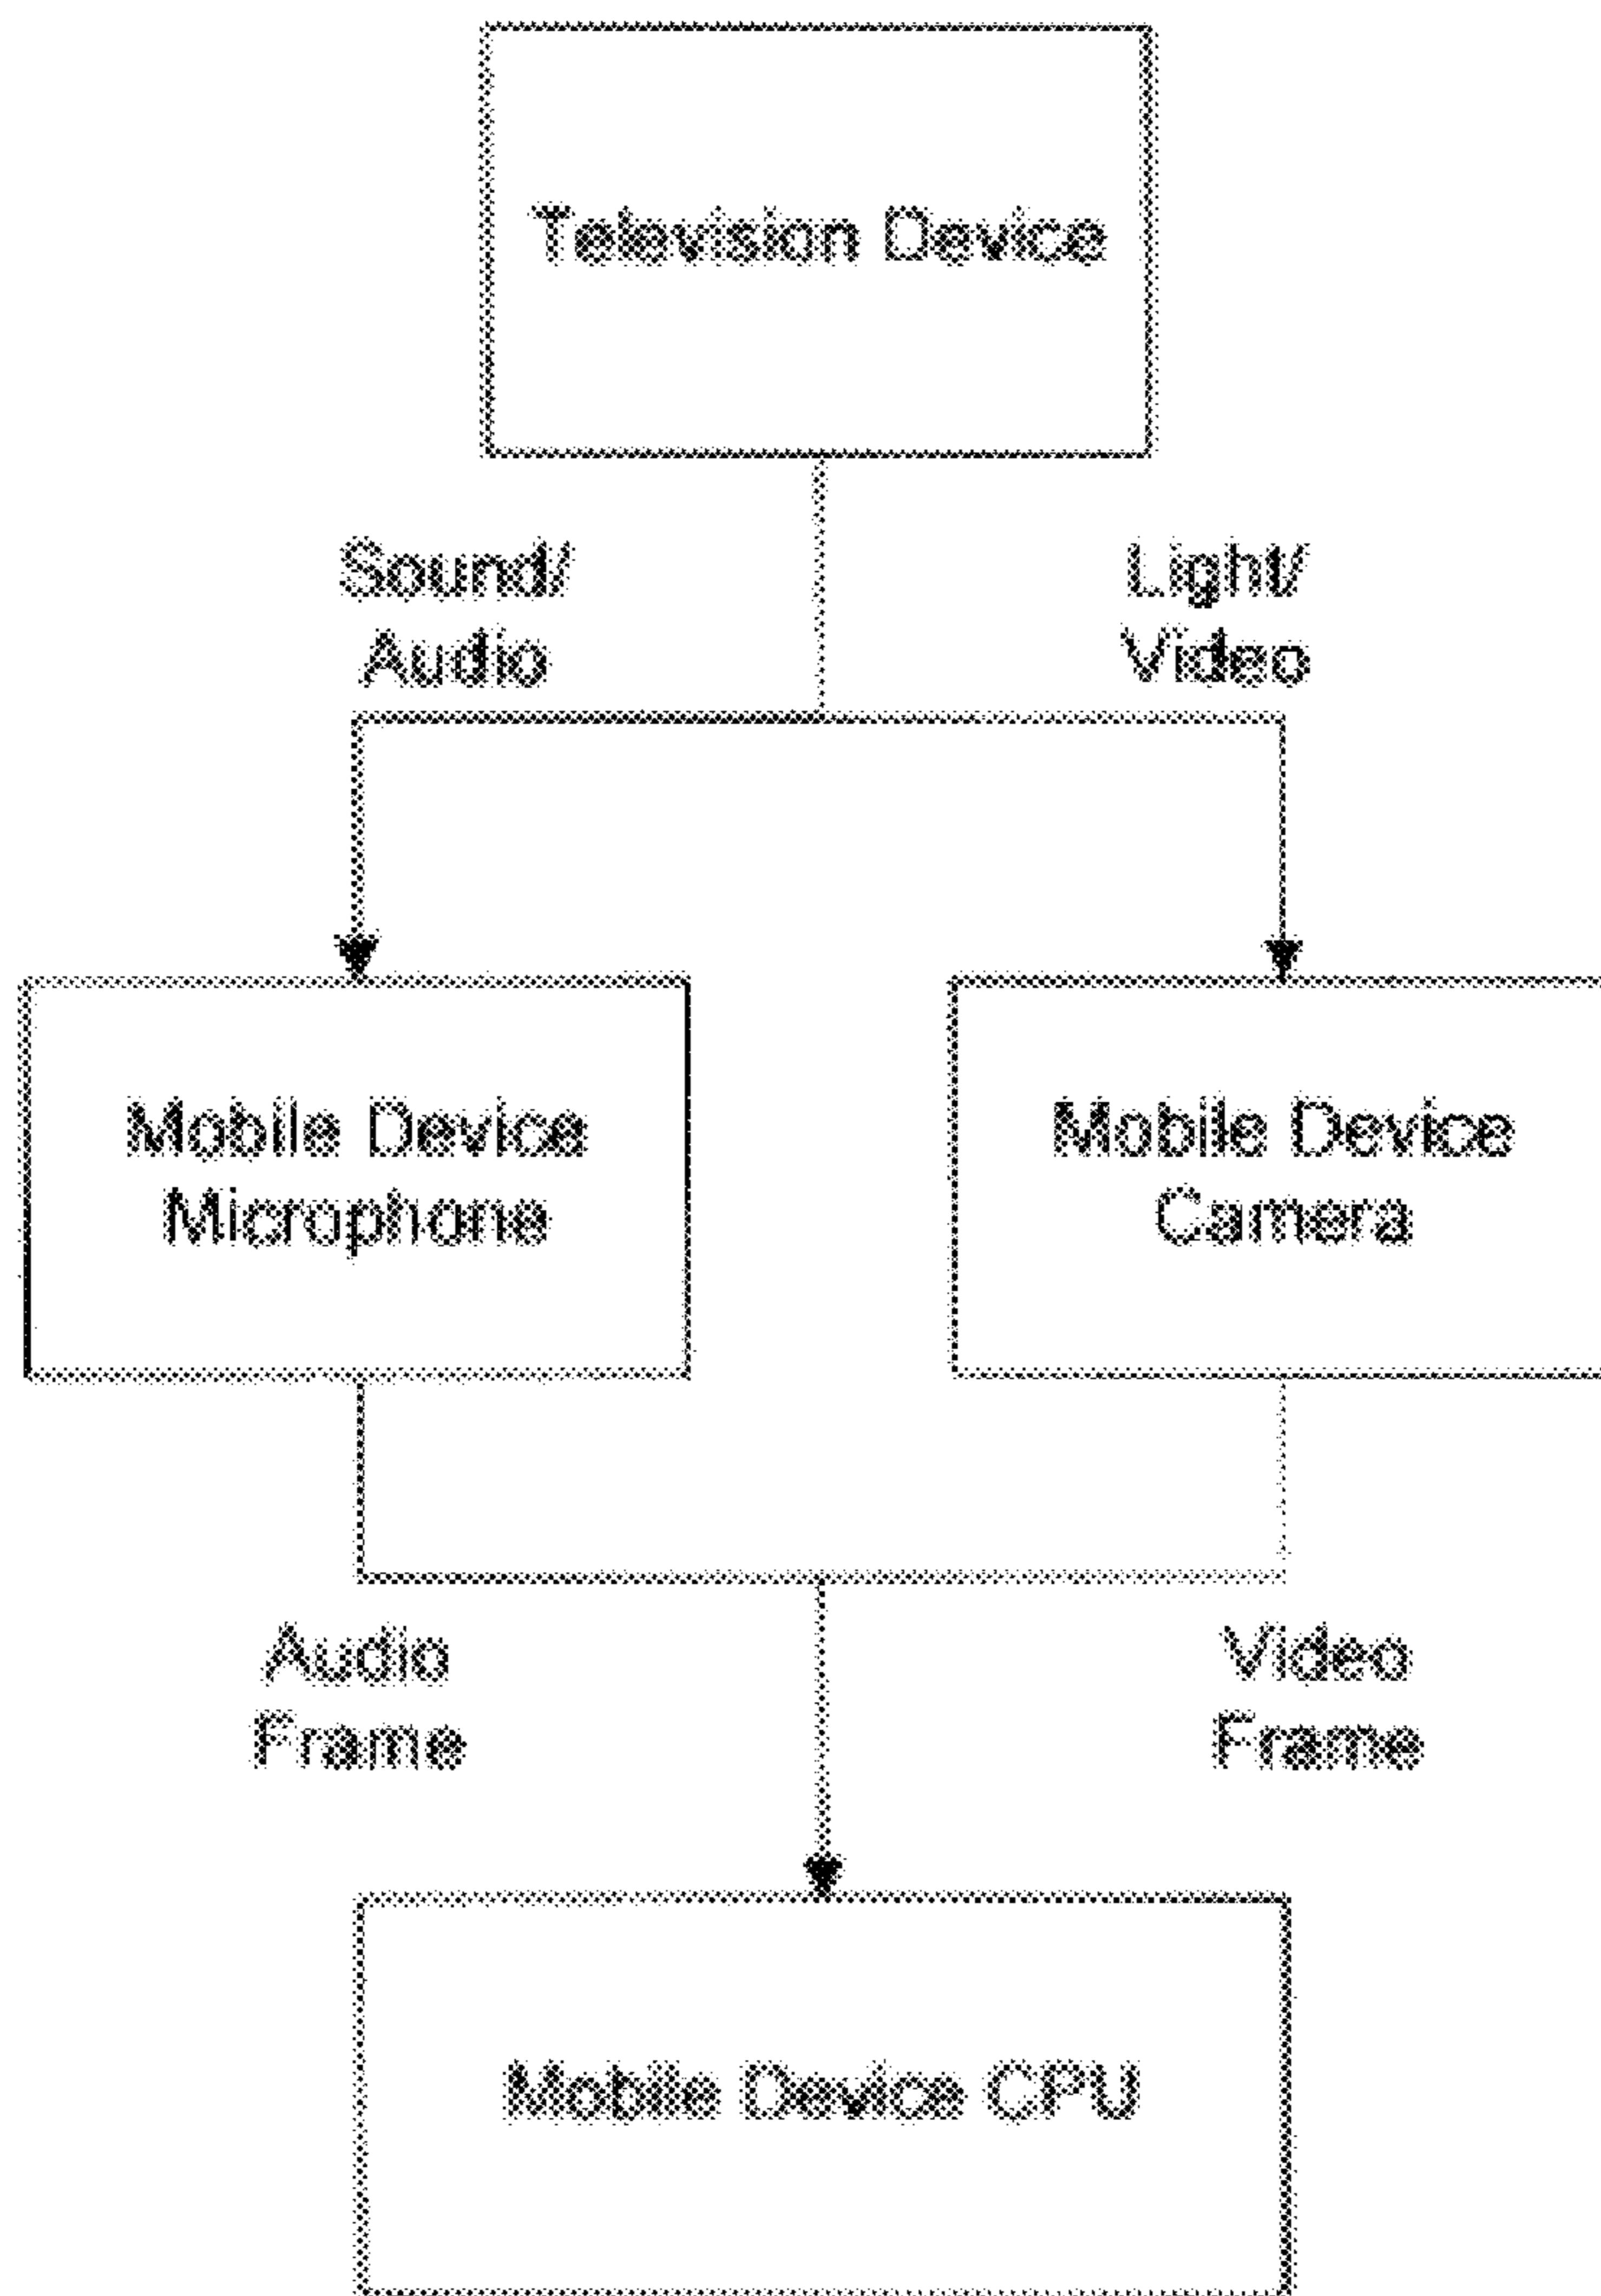 Television Device
Sound/
Audio
Light/
Video
Mobile Device
Microphone
Mobile Device
Camera
Audio
Frame
Video
Frame
Mobile Device CPU